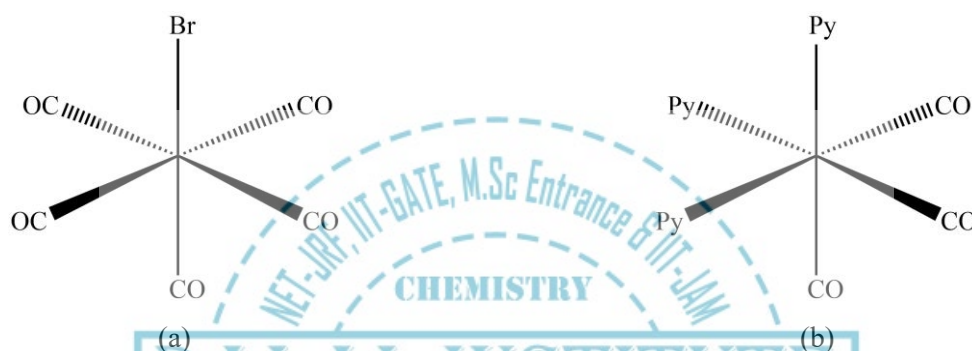 Br
Py
OC
CO
Py
CO
OC
CO
Py
CO
CO
CO
NET-JRF, IIT-GATE, M.Sc Entrance & IIT-JAM
CHEMISTRY
(a)
(b)